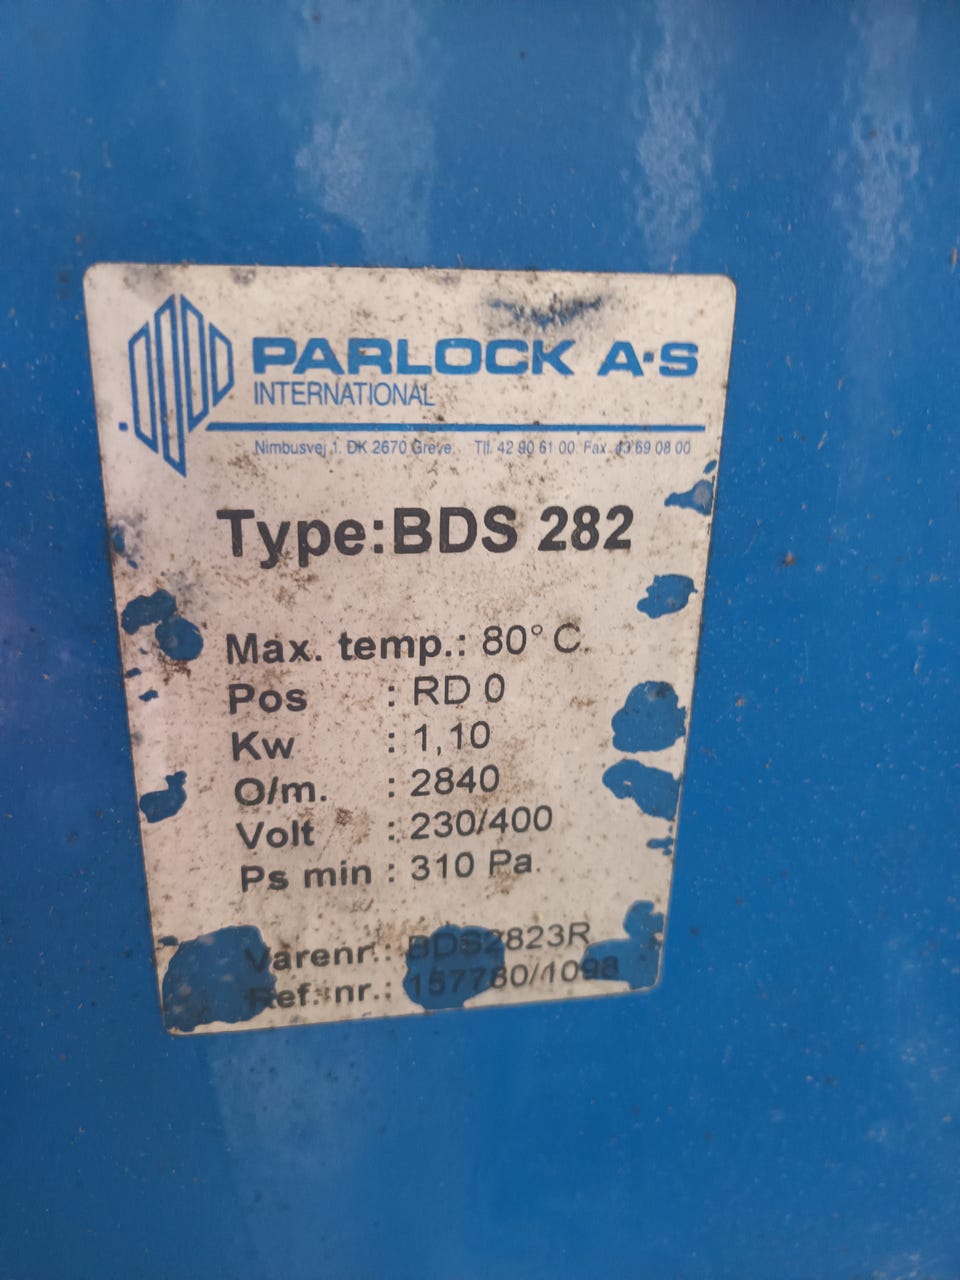 PARLOCK A·S
INTERNATIONAL
Nimbusvej 1. DK 2670 Greve. Tlf. 42 90 61 00 Fax. 43 69 08 00
Type:BDS 282
Max. temp.: 80° C.
Pos : RD 0
Kw : 1,10
O/m. : 2840
Volt : 230/400
Ps min : 310 Pa.
Varenr.: BDS2823R
Ref. nr.: 157780/1098